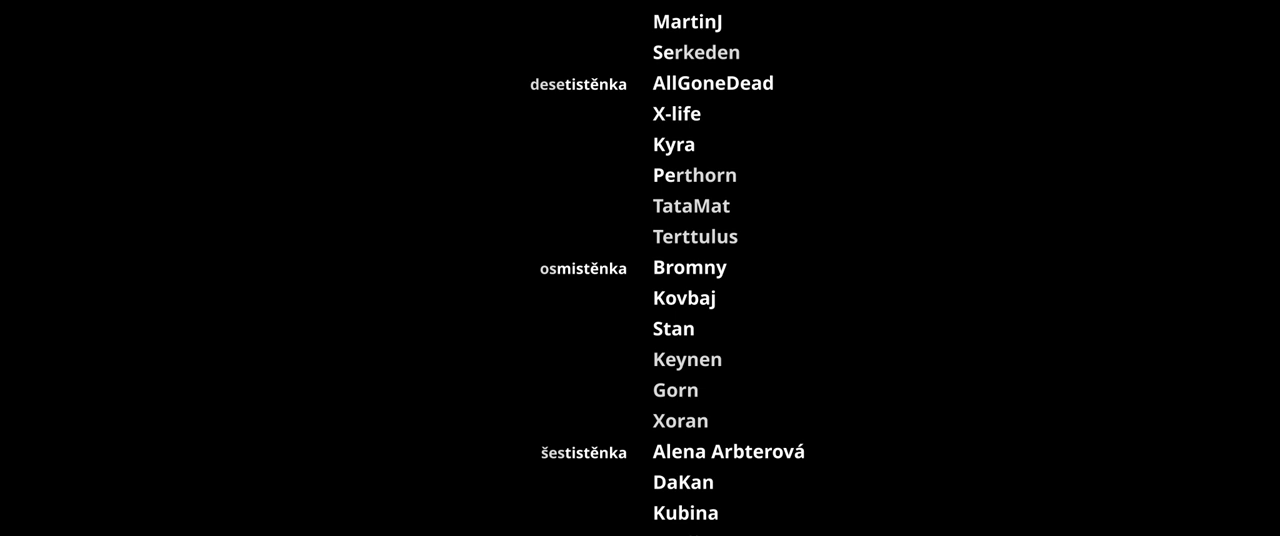 MartinJ
Serkeden
desetistěnka AllGoneDead
X-life
Kyra
Perthorn
TataMat
Terttulus
osmistěnka Bromny
Kovbaj
Stan
Keynen
Gorn
Xoran
šestistěnka Alena Arbterová
DaKan
Kubina